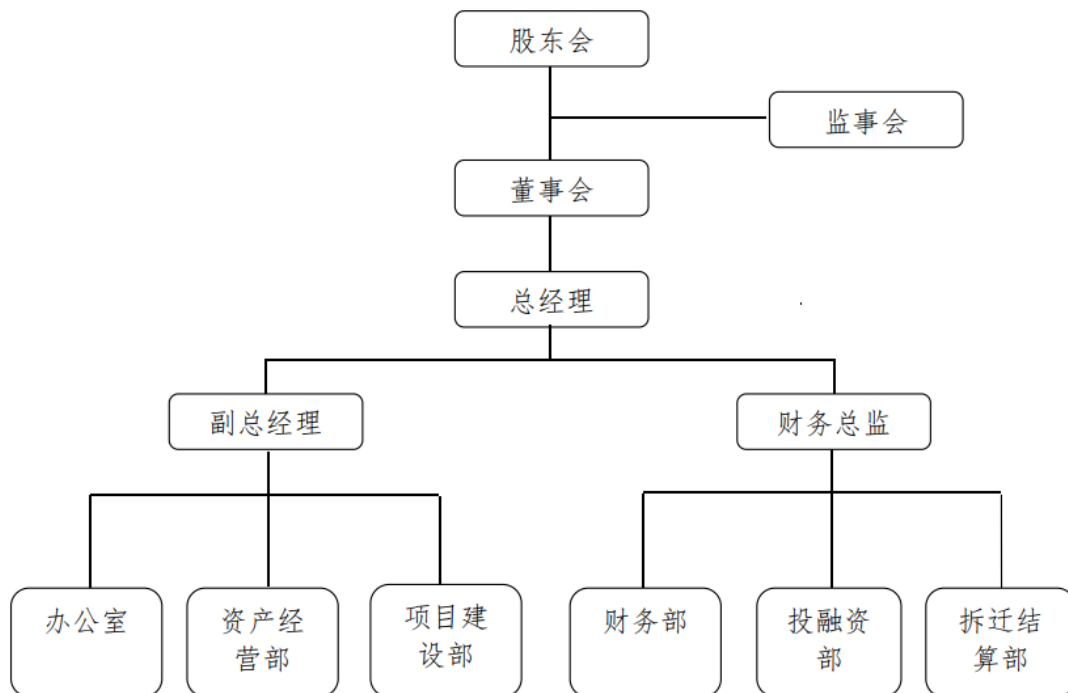 股东会
监事会
董事会
总经理
副总经理
财务总监
办公室
资产经
营部
项目建
设部
财务部
投融资
部
拆迁结
算部